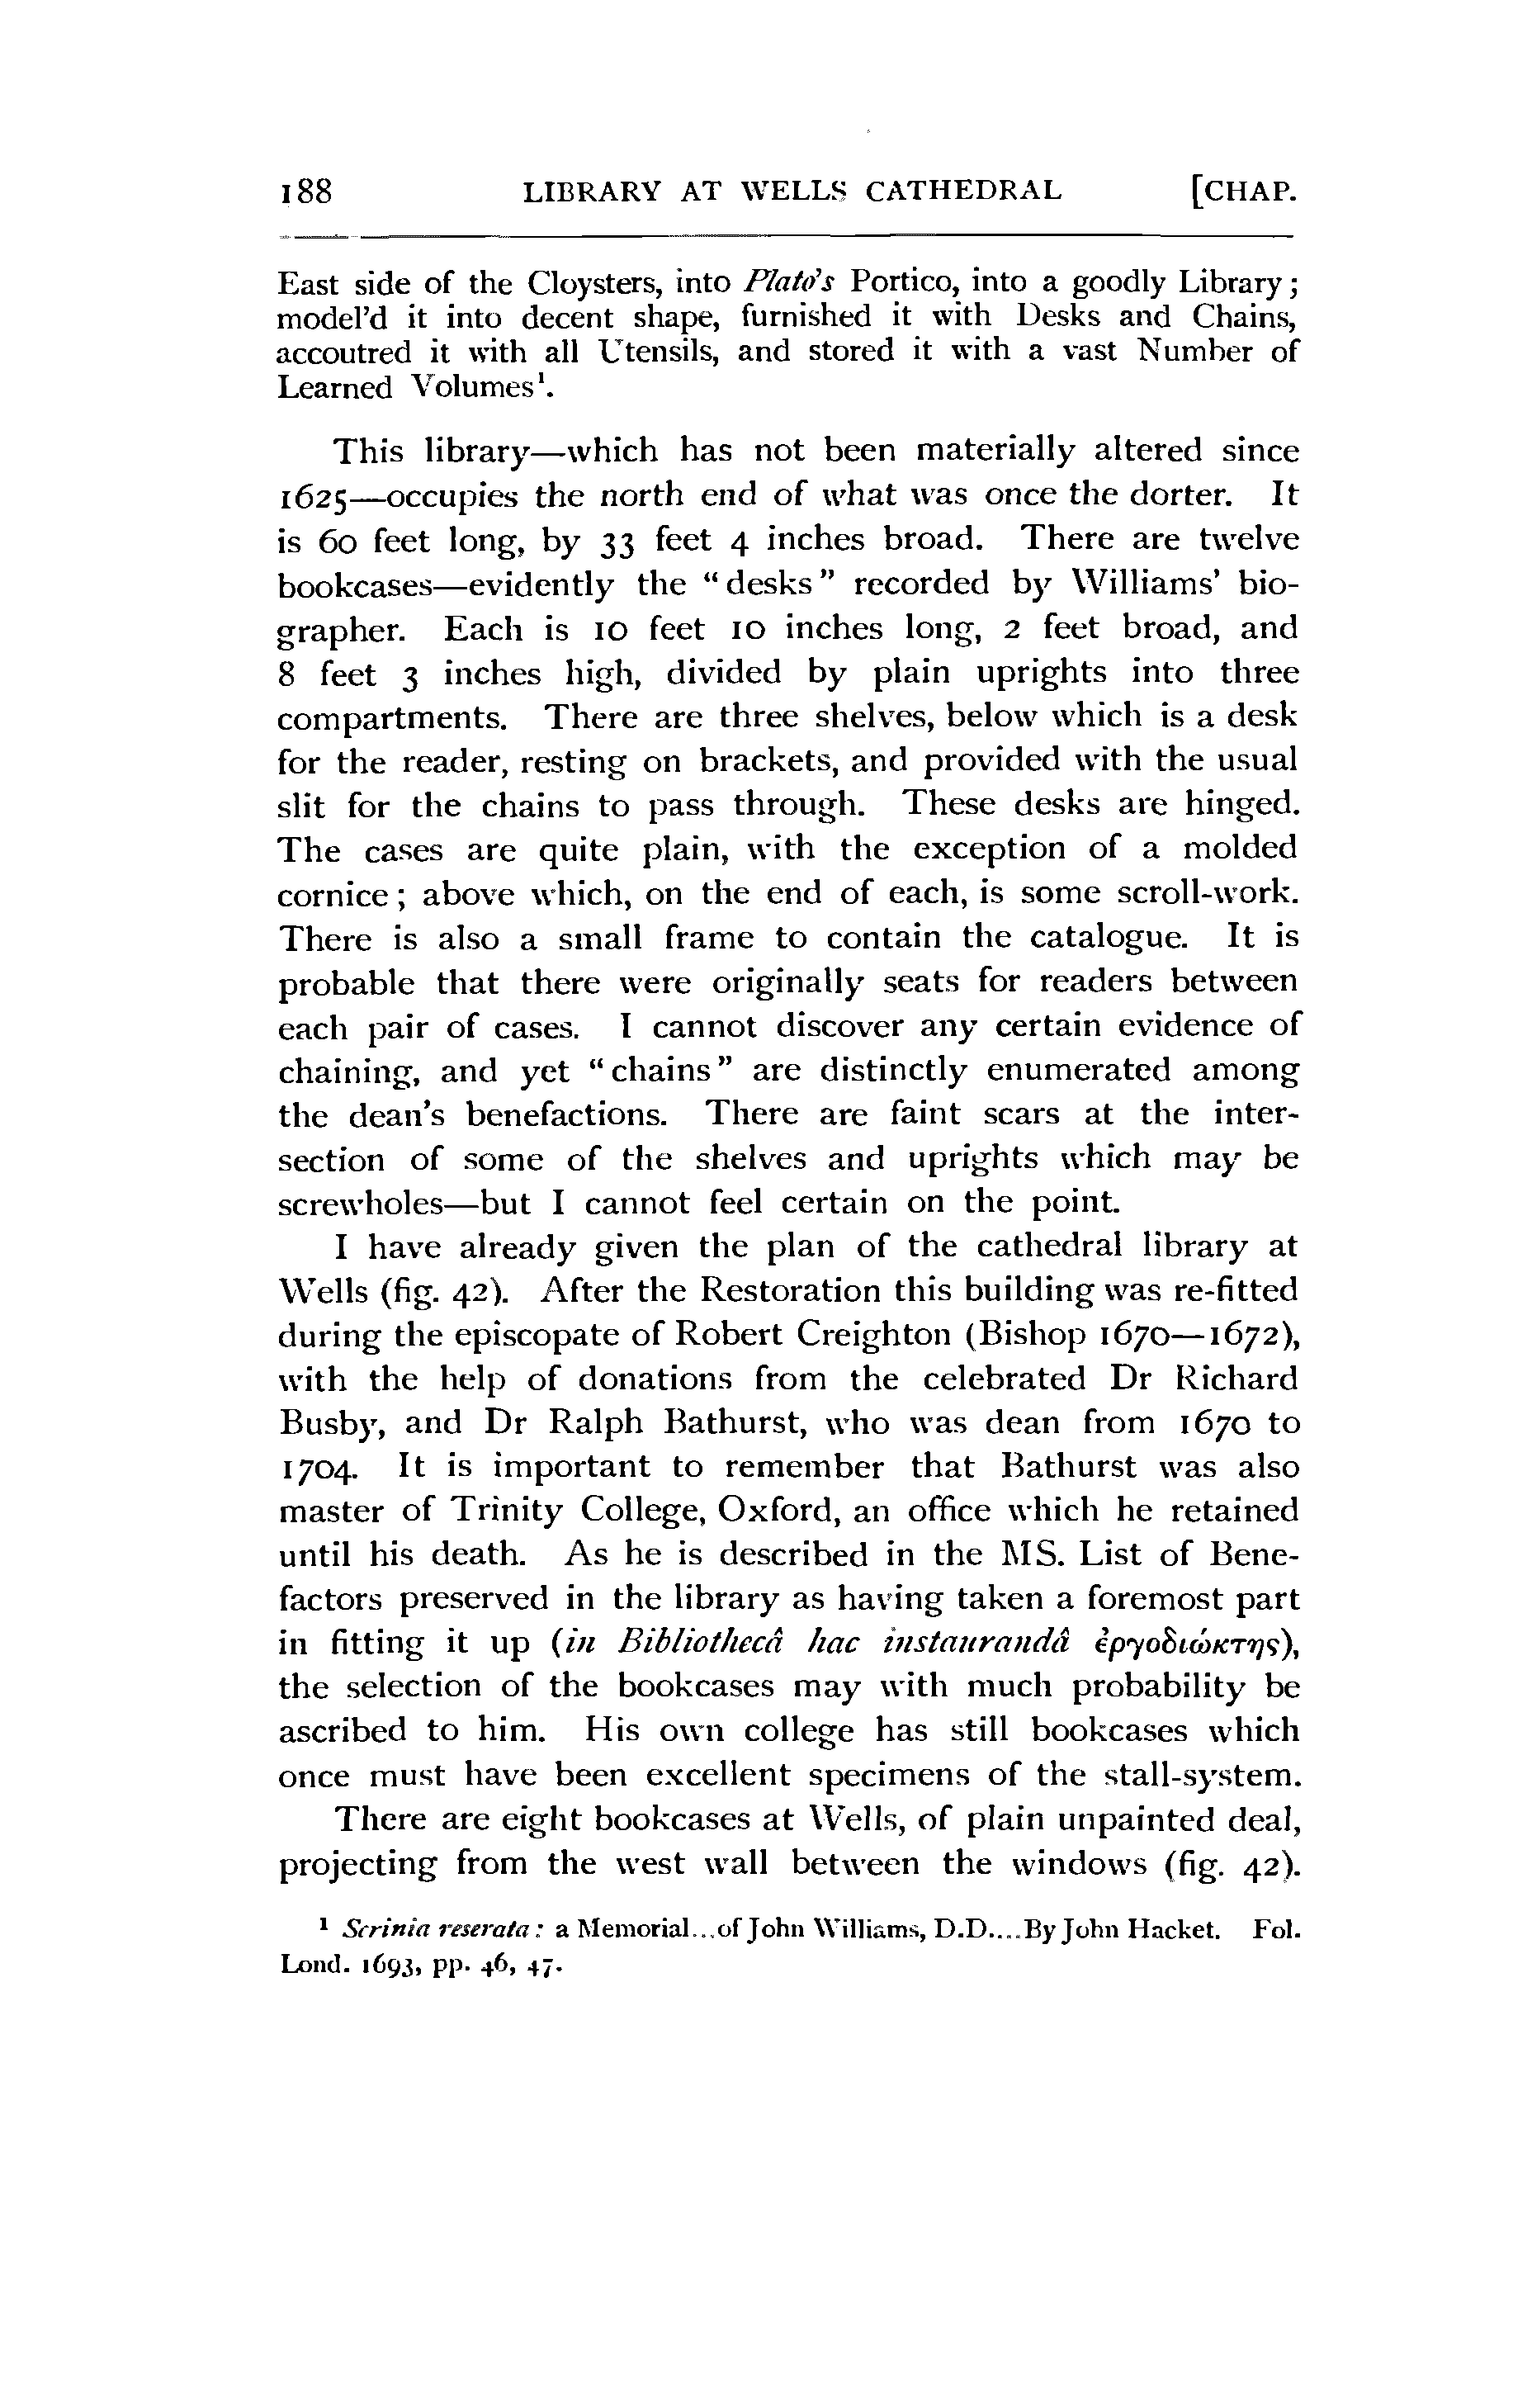 188 LIBRARY AT WELLS CATHEDRAL [CHAP.
East side of the Cloysters, into Plato's Portico, into a goodly Library;
model'd it into decent shape, furnished it with Desks and Chains,
accoutred it with all Utensils, and stored it with a vast Number of
Learned Volumes¹.
This library—which has not been materially altered since
1625—occupies the north end of what was once the dorter. It
is 60 feet long, by 33 feet 4 inches broad. There are twelve
bookcases—evidently the "desks" recorded by Williams' bio-
grapher. Each is 10 feet 10 inches long, 2 feet broad, and
8 feet 3 inches high, divided by plain uprights into three
compartments. There are three shelves, below which is a desk
for the reader, resting on brackets, and provided with the usual
slit for the chains to pass through. These desks are hinged.
The cases are quite plain, with the exception of a molded
cornice; above which, on the end of each, is some scroll-work.
There is also a small frame to contain the catalogue. It is
probable that there were originally seats for readers between
each pair of cases. I cannot discover any certain evidence of
chaining, and yet "chains" are distinctly enumerated among
the dean's benefactions. There are faint scars at the inter-
section of some of the shelves and uprights which may be
screwholes—but I cannot feel certain on the point.
I have already given the plan of the cathedral library at
Wells (fig. 42). After the Restoration this building was re-fitted
during the episcopate of Robert Creighton (Bishop 1670—1672),
with the help of donations from the celebrated Dr Richard
Busby, and Dr Ralph Bathurst, who was dean from 1670 to
1704. It is important to remember that Bathurst was also
master of Trinity College, Oxford, an office which he retained
until his death. As he is described in the MS. List of Bene-
factors preserved in the library as having taken a foremost part
in fitting it up (in Bibliothecâ hac instaurandâ ἐργοδιώκτης),
the selection of the bookcases may with much probability be
ascribed to him. His own college has still bookcases which
once must have been excellent specimens of the stall-system.
There are eight bookcases at Wells, of plain unpainted deal,
projecting from the west wall between the windows (fig. 42).
¹ Scrinia reserata: a Memorial...of John Williams, D.D....By John Hacket. Fol.
Lond. 1693, pp. 46, 47.